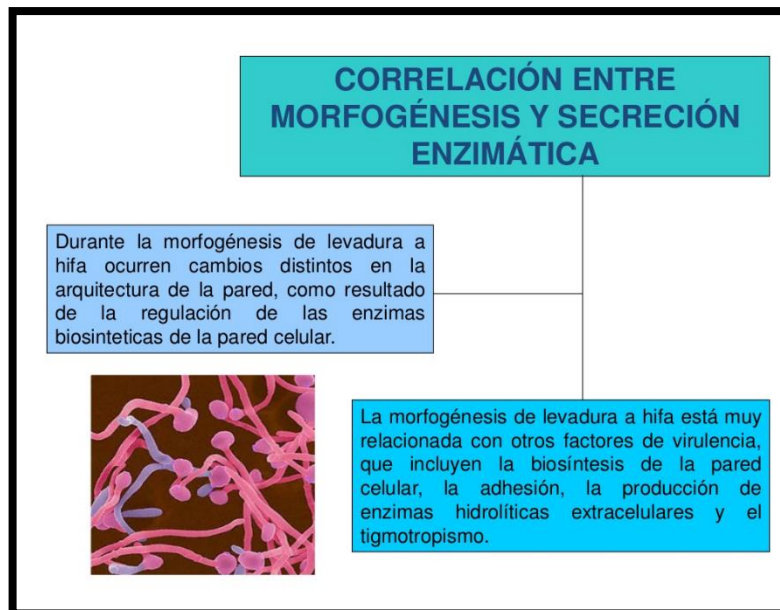 CORRELACIÓN ENTRE
MORFOGÉNESIS Y SECRECIÓN
ENZIMÁTICA
Durante la morfogénesis de levadura a
hifa ocurren cambios distintos en la
arquitectura de la pared, como resultado
de la regulación de las enzimas
biosinteticas de la pared celular.
La morfogénesis de levadura a hifa está muy
relacionada con otros factores de virulencia,
que incluyen la biosíntesis de la pared
celular, la adhesión, la producción de
enzimas hidrolíticas extracelulares y el
tigmotropismo.